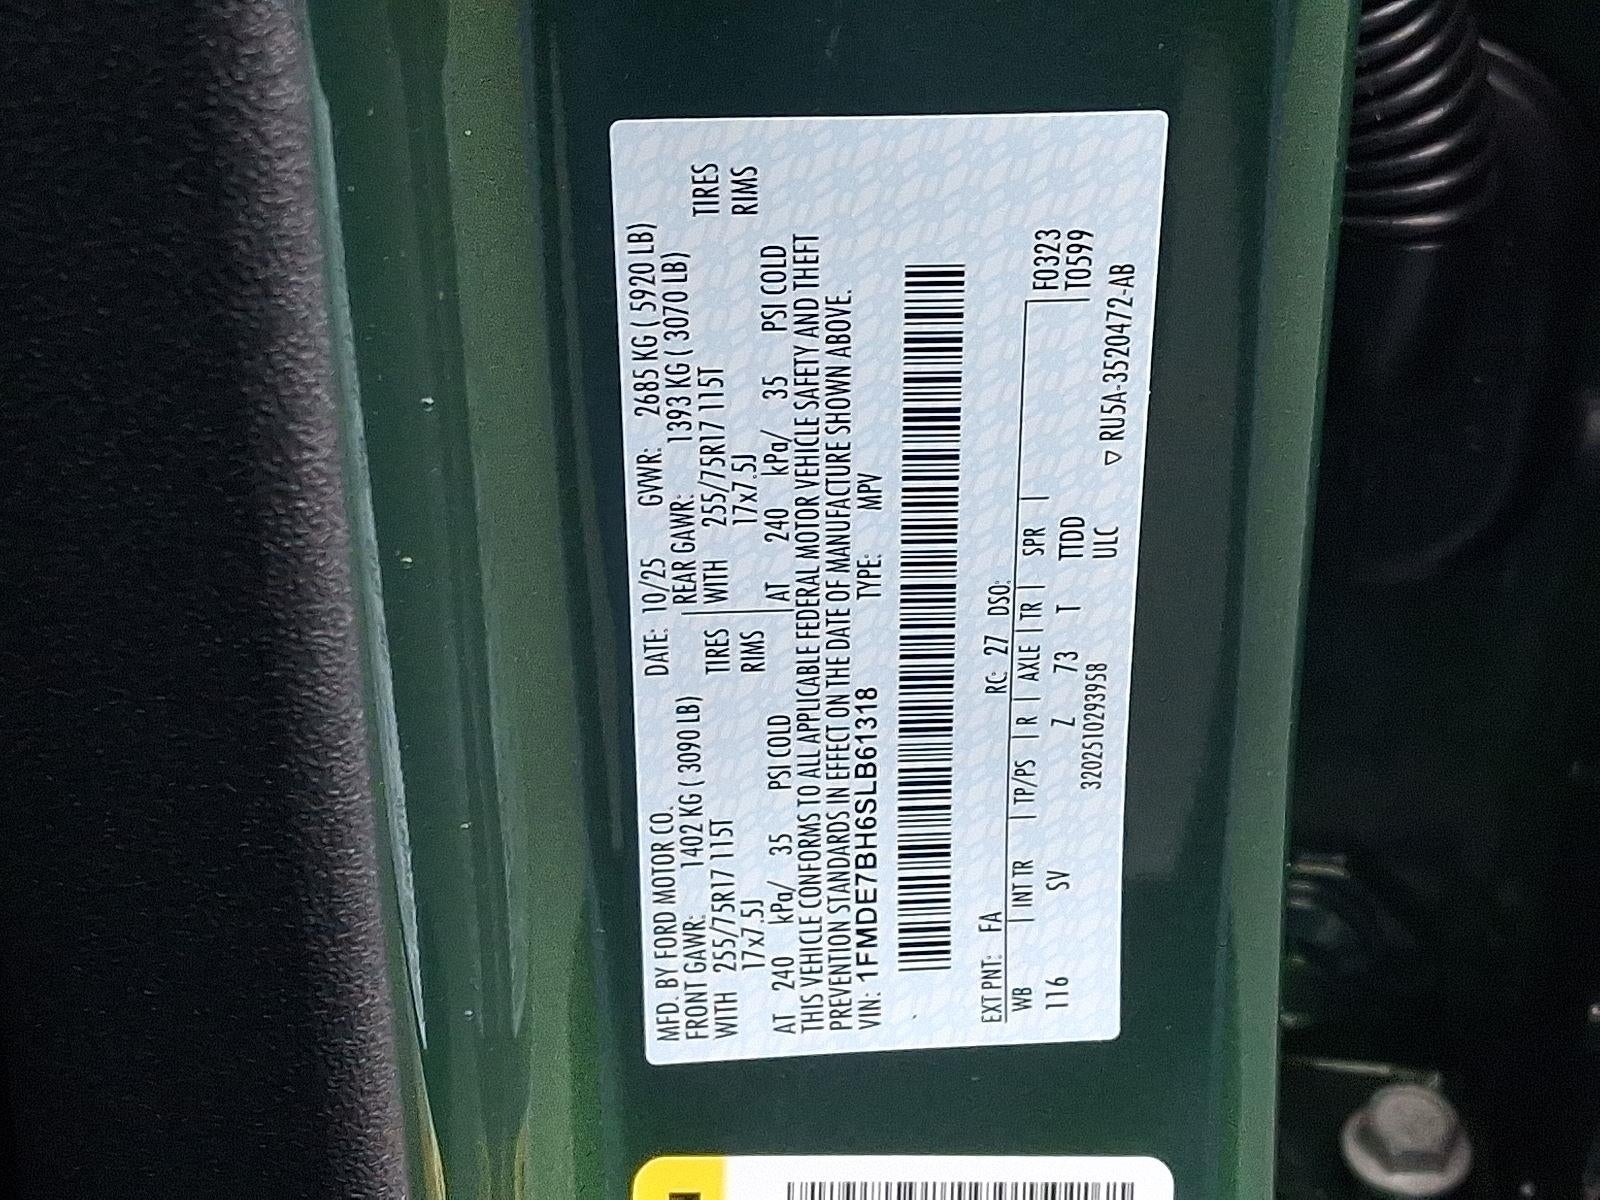 MFD. BY FORD MOTOR CO. DATE: 10/25 GVWR: 2685 KG ( 5920 LB)
FRONT GAWR: 1402 KG ( 3090 LB) REAR GAWR: 1393 KG ( 3070 LB)
WITH 255/75R17 115T TIRES WITH 255/75R17 115T TIRES
17x7.5J RIMS 17x7.5J RIMS
AT 240 kPa/ 35 PSI COLD AT 240 kPa/ 35 PSI COLD
THIS VEHICLE CONFORMS TO ALL APPLICABLE FEDERAL MOTOR VEHICLE SAFETY AND THEFT
PREVENTION STANDARDS IN EFFECT ON THE DATE OF MANUFACTURE SHOWN ABOVE.
VIN: 1FMDE7BH6SLB61318 TYPE: MPV
EXT PNT: FA RC: 27 DSO:
WB | INT TR | TP/PS | R | AXLE | TR | SPR | F0323
116 SV Z 73 T TTDD T0599
3202510293958 ULC
▽ RU5A-3520472-AB